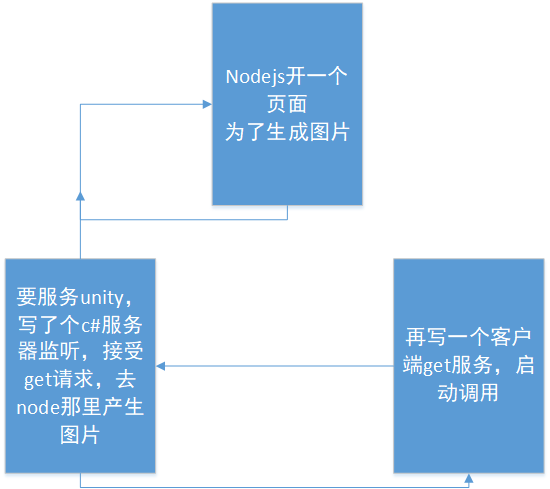 Nodejs开一个
页面
为了生成图片
要服务unity，
写了个c#服务
器监听，接受
get请求，去
node那里产生
图片
再写一个客户
端get服务，启
动调用